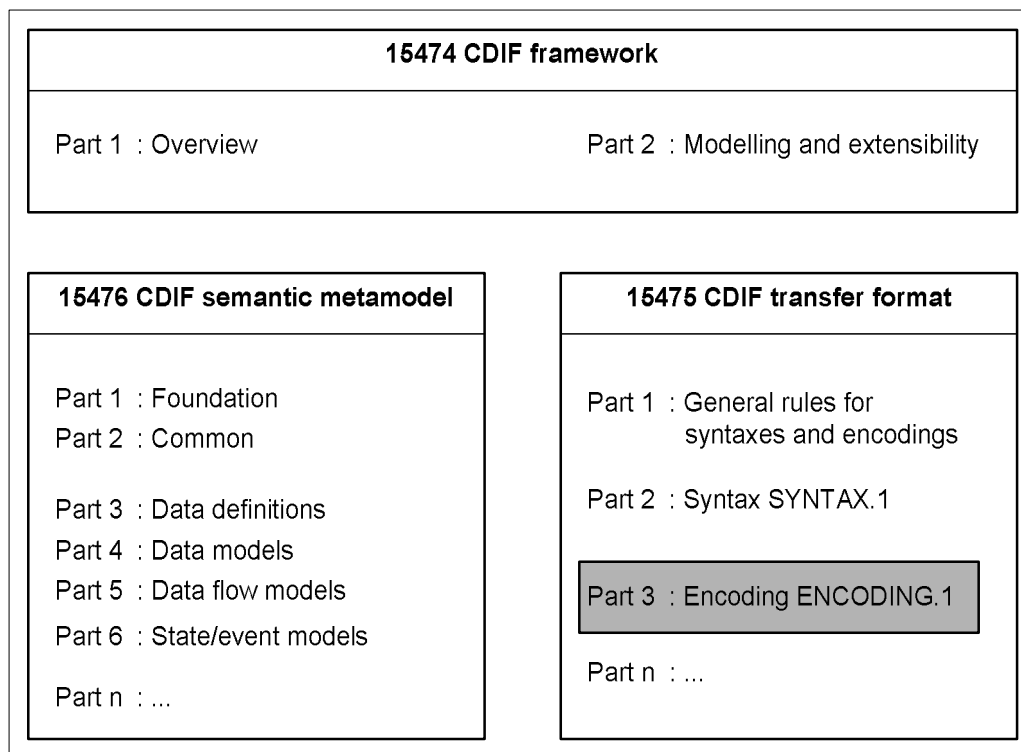 15474 CDIF framework
Part 1 : Overview
Part 2 : Modelling and extensibility
15476 CDIF semantic metamodel
Part 1 : Foundation
Part 2 : Common
Part 3 : Data definitions
Part 4 : Data models
Part 5 : Data flow models
Part 6 : State/event models
Part n : ...
15475 CDIF transfer format
Part 1 : General rules for
syntaxes and encodings
Part 2 : Syntax SYNTAX.1
Part 3 : Encoding ENCODING.1
Part n : ...